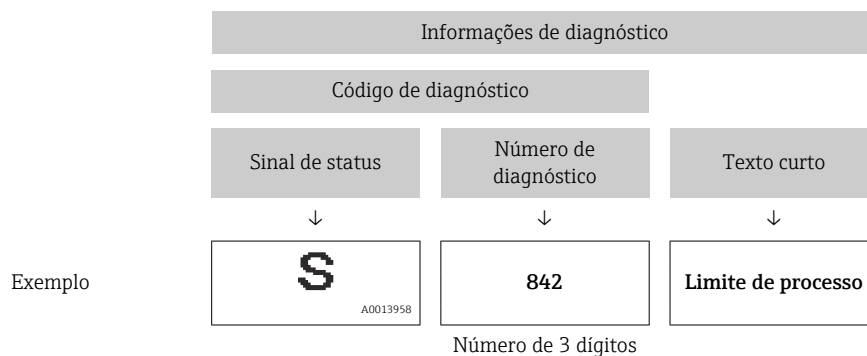 Informações de diagnóstico
Código de diagnóstico
Sinal de status
Número de
diagnóstico
Texto curto
↓ ↓ ↓
Exemplo
S
A0013958
842
Limite de processo
Número de 3 dígitos